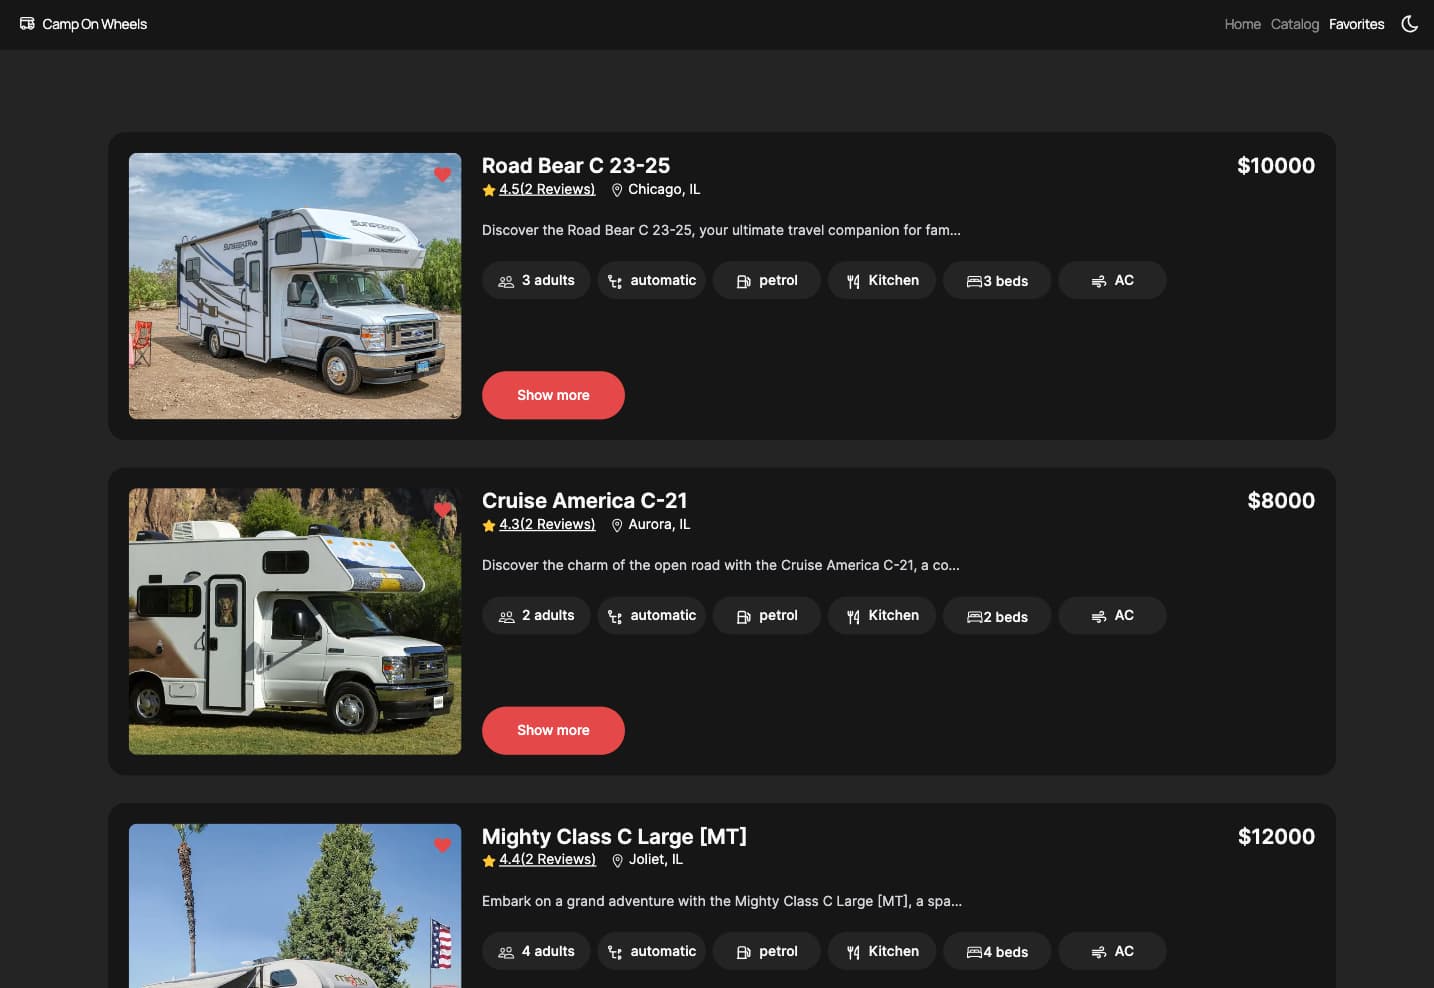 Camp On Wheels
Home Catalog Favorites
Road Bear C 23-25 $10000
4.5(2 Reviews) Chicago, IL
Discover the Road Bear C 23-25, your ultimate travel companion for fam...
3 adults automatic petrol Kitchen 3 beds AC
Show more
Cruise America C-21 $8000
4.3(2 Reviews) Aurora, IL
Discover the charm of the open road with the Cruise America C-21, a co...
2 adults automatic petrol Kitchen 2 beds AC
Show more
Mighty Class C Large [MT] $12000
4.4(2 Reviews) Joliet, IL
Embark on a grand adventure with the Mighty Class C Large [MT], a spa...
4 adults automatic petrol Kitchen 4 beds AC
mighty